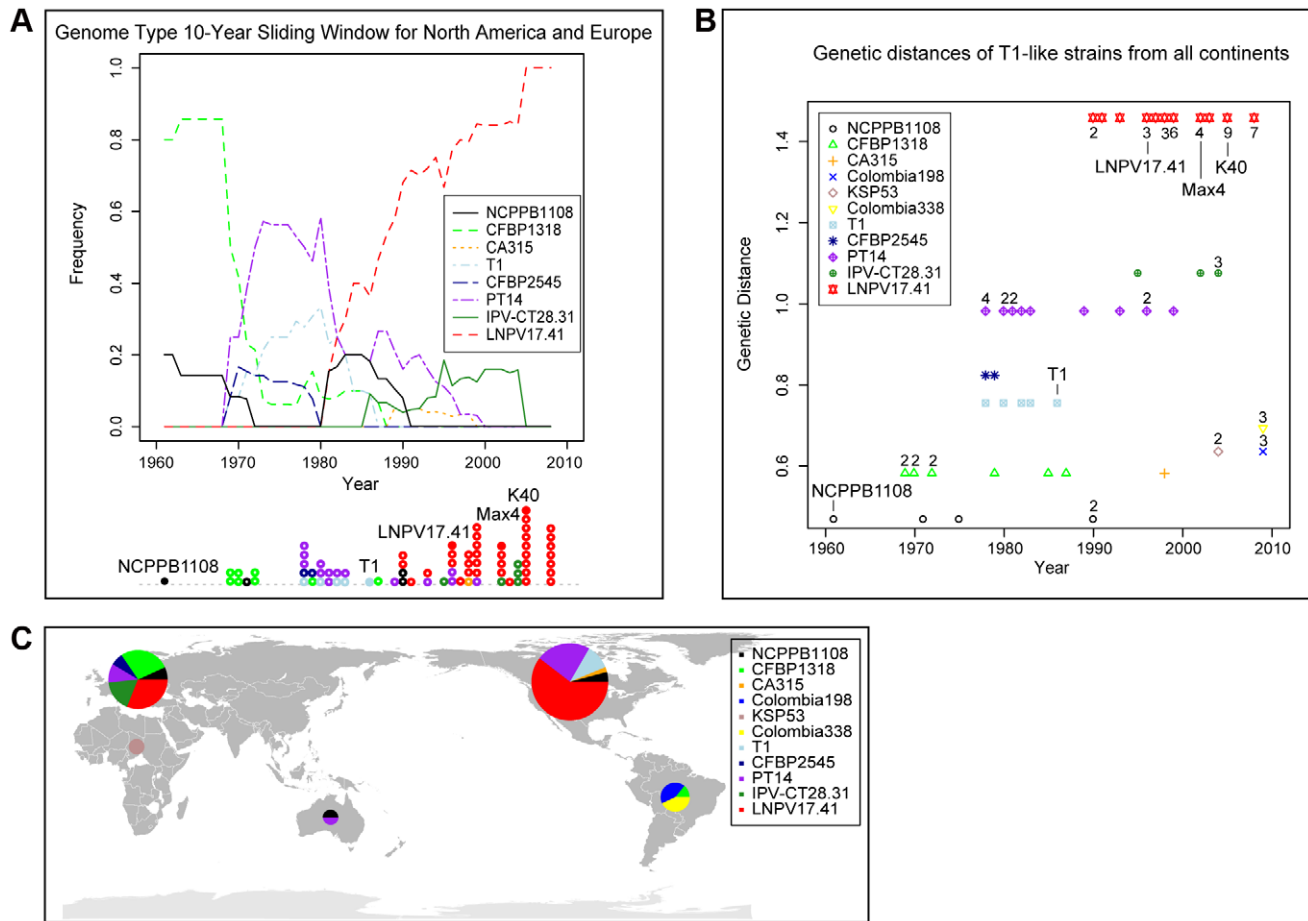 A
Genome Type 10-Year Sliding Window for North America and Europe
1.0
0.8
0.6
0.4
0.2
0.0
Frequency
NCPPB1108
CFBP1318
CA315
T1
CFBP2545
PT14
IPV-CT28.31
LNPV17.41
1960 1970 1980 1990 2000 2010
Year
K40
Max4
LNPV17.41
NCPPB1108
T1
B
Genetic distances of T1-like strains from all continents
1.4
1.2
1.0
0.8
0.6
Genetic Distance
NCPPB1108
CFBP1318
CA315
Colombia198
KSP53
Colombia338
T1
CFBP2545
PT14
IPV-CT28.31
LNPV17.41
2 3 36 4 9 7
LNPV17.41 K40
Max4
3
4 22 2
T1
3
2 3
22 2
NCPPB1108
2
1960 1970 1980 1990 2000 2010
Year
C
NCPPB1108
CFBP1318
CA315
Colombia198
KSP53
Colombia338
T1
CFBP2545
PT14
IPV-CT28.31
LNPV17.41